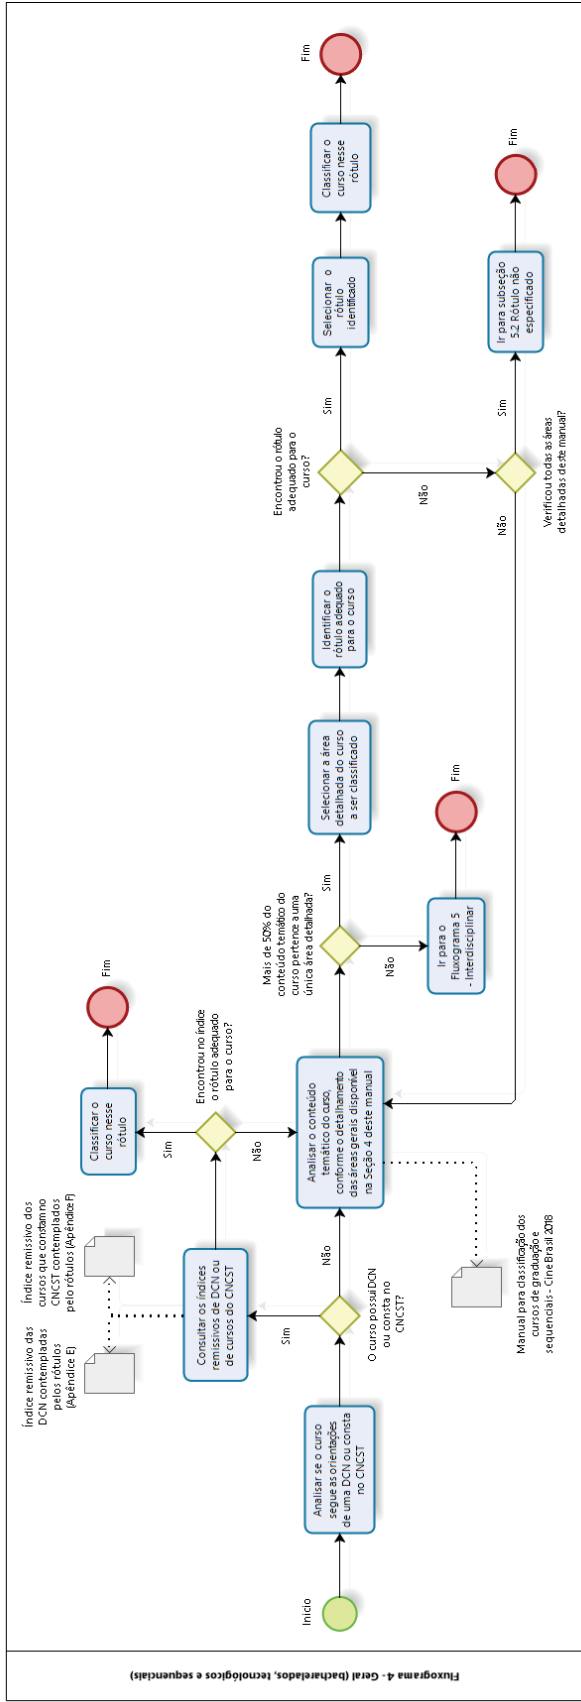 Fluxograma 4 - Geral (bacharelados, tecnológicos e sequenciais)
Início
Analisar se o curso
segue as orientações
de uma DCN ou consta
no CNCST
O curso possui DCN
ou consta no
CNCST?
Sim
Não
Consultar os índices
remissivos de DCN ou
de cursos do CNCST
Índice remissivo das
DCN contempladas
pelos rótulos
(Apêndice E)
Índice remissivo dos
cursos que constam no
CNCST contemplados
pelo rótulos (Apêndice F)
Encontrou no índice
o rótulo adequado
para o curso?
Sim
Não
Classificar o
curso nesse
rótulo
Fim
Analisar o conteúdo
temático do curso,
conforme o detalhamento
das áreas gerais disponível
na Seção 4 deste manual
Manual para classificação dos
cursos de graduação e
sequenciais - Cine Brasil 2018
Mais de 50% do
conteúdo temático do
curso pertence a uma
única área detalhada?
Sim
Não
Ir para o
Fluxograma 5
- Interdisciplinar
Fim
Selecionar a área
detalhada do curso
a ser classificado
Identificar o
rótulo adequado
para o curso
Encontrou o rótulo
adequado para o
curso?
Sim
Não
Selecionar o
rótulo
identificado
Classificar o
curso nesse
rótulo
Fim
Verificou todas as áreas
detalhadas deste manual?
Não
Sim
Ir para subseção
5.2 Rótulo não
especificado
Fim